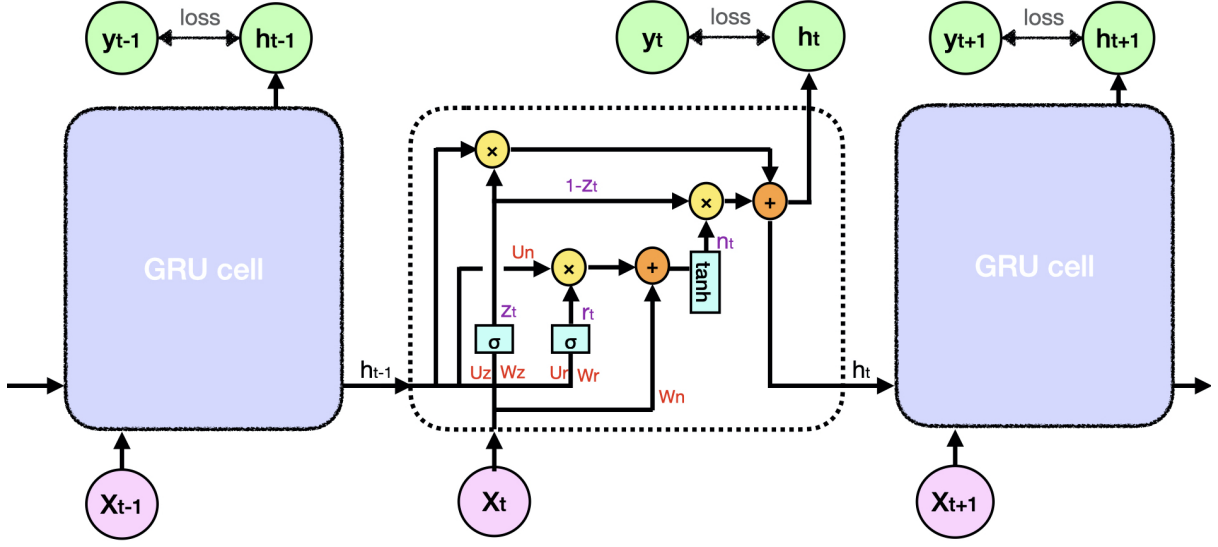 loss
yt-1
ht-1
loss
yt
ht
loss
yt+1
ht+1
×
1-zt
×
+
Un
×
+
nt
tanh
GRU cell
GRU cell
zt
rt
σ
σ
Uz
Wz
Ur
Wr
ht-1
ht
Wn
Xt-1
Xt
Xt+1